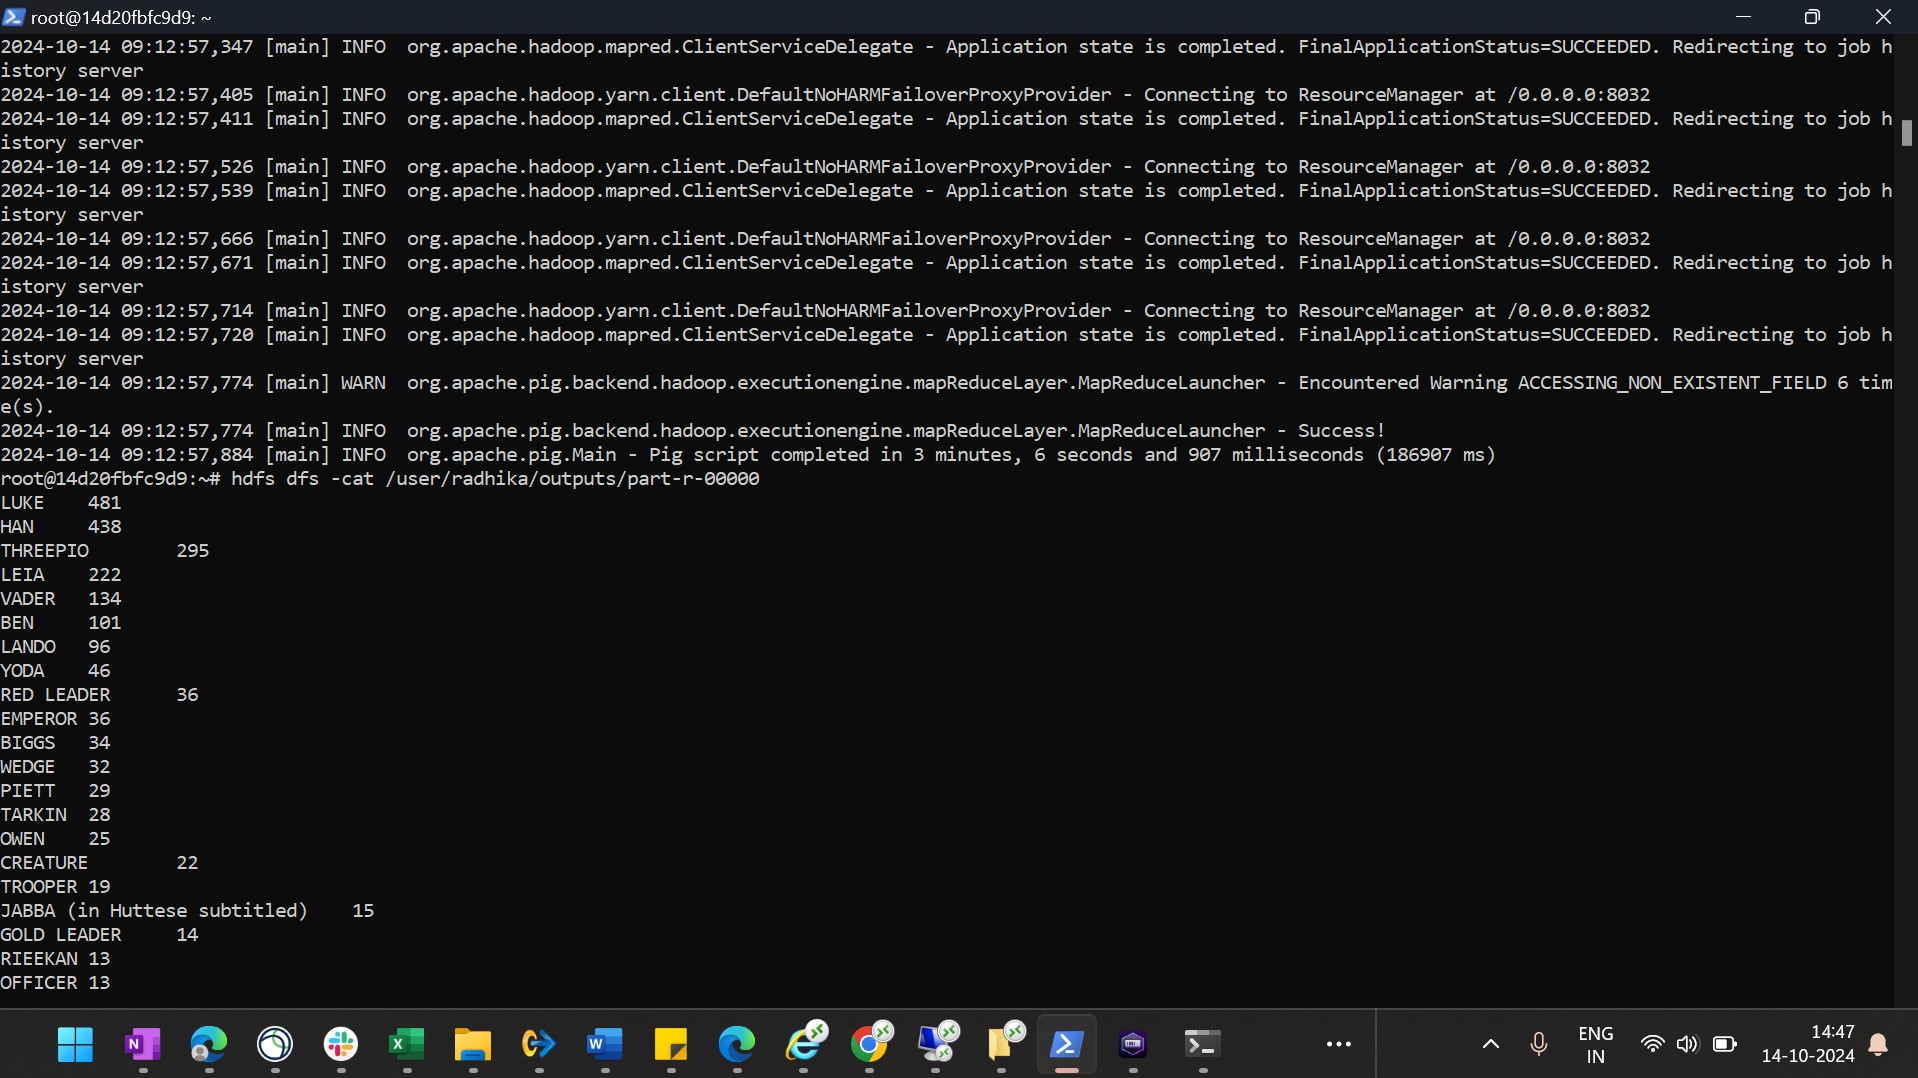 root@14d20fbfc9d9: ~
2024-10-14 09:12:57,347 [main] INFO  org.apache.hadoop.mapred.ClientServiceDelegate - Application state is completed. FinalApplicationStatus=SUCCEEDED. Redirecting to job h
istory server
2024-10-14 09:12:57,405 [main] INFO  org.apache.hadoop.yarn.client.DefaultNoHARMFailoverProxyProvider - Connecting to ResourceManager at /0.0.0.0:8032
2024-10-14 09:12:57,411 [main] INFO  org.apache.hadoop.mapred.ClientServiceDelegate - Application state is completed. FinalApplicationStatus=SUCCEEDED. Redirecting to job h
istory server
2024-10-14 09:12:57,526 [main] INFO  org.apache.hadoop.yarn.client.DefaultNoHARMFailoverProxyProvider - Connecting to ResourceManager at /0.0.0.0:8032
2024-10-14 09:12:57,539 [main] INFO  org.apache.hadoop.mapred.ClientServiceDelegate - Application state is completed. FinalApplicationStatus=SUCCEEDED. Redirecting to job h
istory server
2024-10-14 09:12:57,666 [main] INFO  org.apache.hadoop.yarn.client.DefaultNoHARMFailoverProxyProvider - Connecting to ResourceManager at /0.0.0.0:8032
2024-10-14 09:12:57,671 [main] INFO  org.apache.hadoop.mapred.ClientServiceDelegate - Application state is completed. FinalApplicationStatus=SUCCEEDED. Redirecting to job h
istory server
2024-10-14 09:12:57,714 [main] INFO  org.apache.hadoop.yarn.client.DefaultNoHARMFailoverProxyProvider - Connecting to ResourceManager at /0.0.0.0:8032
2024-10-14 09:12:57,720 [main] INFO  org.apache.hadoop.mapred.ClientServiceDelegate - Application state is completed. FinalApplicationStatus=SUCCEEDED. Redirecting to job h
istory server
2024-10-14 09:12:57,774 [main] WARN  org.apache.pig.backend.hadoop.executionengine.mapReduceLayer.MapReduceLauncher - Encountered Warning ACCESSING_NON_EXISTENT_FIELD 6 tim
e(s).
2024-10-14 09:12:57,774 [main] INFO  org.apache.pig.backend.hadoop.executionengine.mapReduceLayer.MapReduceLauncher - Success!
2024-10-14 09:12:57,884 [main] INFO  org.apache.pig.Main - Pig script completed in 3 minutes, 6 seconds and 907 milliseconds (186907 ms)
root@14d20fbfc9d9:~# hdfs dfs -cat /user/radhika/outputs/part-r-00000
LUKE    481
HAN     438
THREEPIO        295
LEIA    222
VADER   134
BEN     101
LANDO   96
YODA    46
RED LEADER      36
EMPEROR 36
BIGGS   34
WEDGE   32
PIETT   29
TARKIN  28
OWEN    25
CREATURE        22
TROOPER 19
JABBA (in Huttese subtitled)    15
GOLD LEADER     14
RIEEKAN 13
OFFICER 13
ENG
IN
14:47
14-10-2024